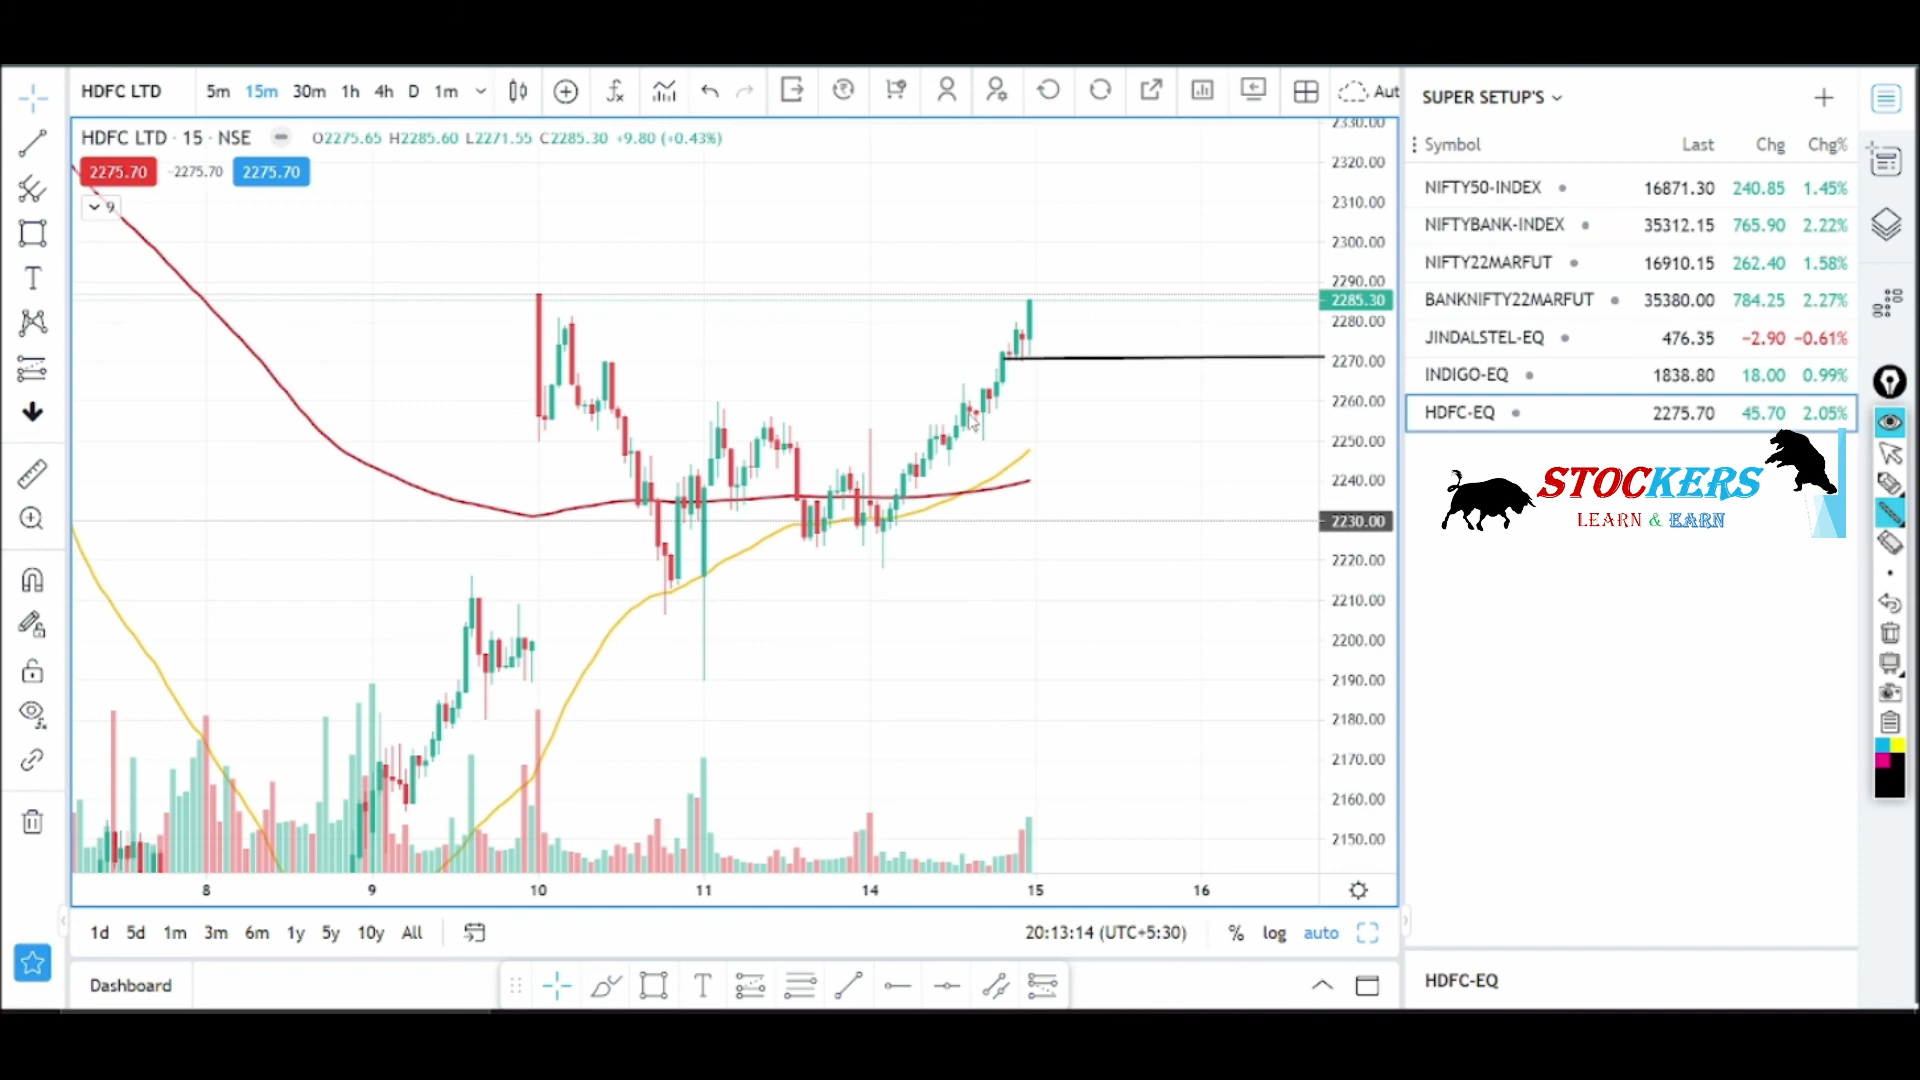 HDFC LTD 5m 15m 30m 1h 4h D 1m Aut
HDFC LTD · 15 · NSE O2275.65 H2285.60 L2271.55 C2285.30 +9.80 (+0.43%)
2275.70 -2275.70 2275.70
9
2330.00
2320.00
2310.00
2300.00
2290.00
2285.30
2280.00
2270.00
2260.00
2250.00
2240.00
2230.00
2220.00
2210.00
2200.00
2190.00
2180.00
2170.00
2160.00
2150.00
8 9 10 11 14 15 16
1d 5d 1m 3m 6m 1y 5y 10y All 20:13:14 (UTC+5:30) % log auto
Dashboard
SUPER SETUP'S
Symbol Last Chg Chg%
NIFTY50-INDEX 16871.30 240.85 1.45%
NIFTYBANK-INDEX 35312.15 765.90 2.22%
NIFTY22MARFUT 16910.15 262.40 1.58%
BANKNIFTY22MARFUT 35380.00 784.25 2.27%
JINDALSTEL-EQ 476.35 −2.90 −0.61%
INDIGO-EQ 1838.80 18.00 0.99%
HDFC-EQ 2275.70 45.70 2.05%
STOCKERS
LEARN & EARN
HDFC-EQ